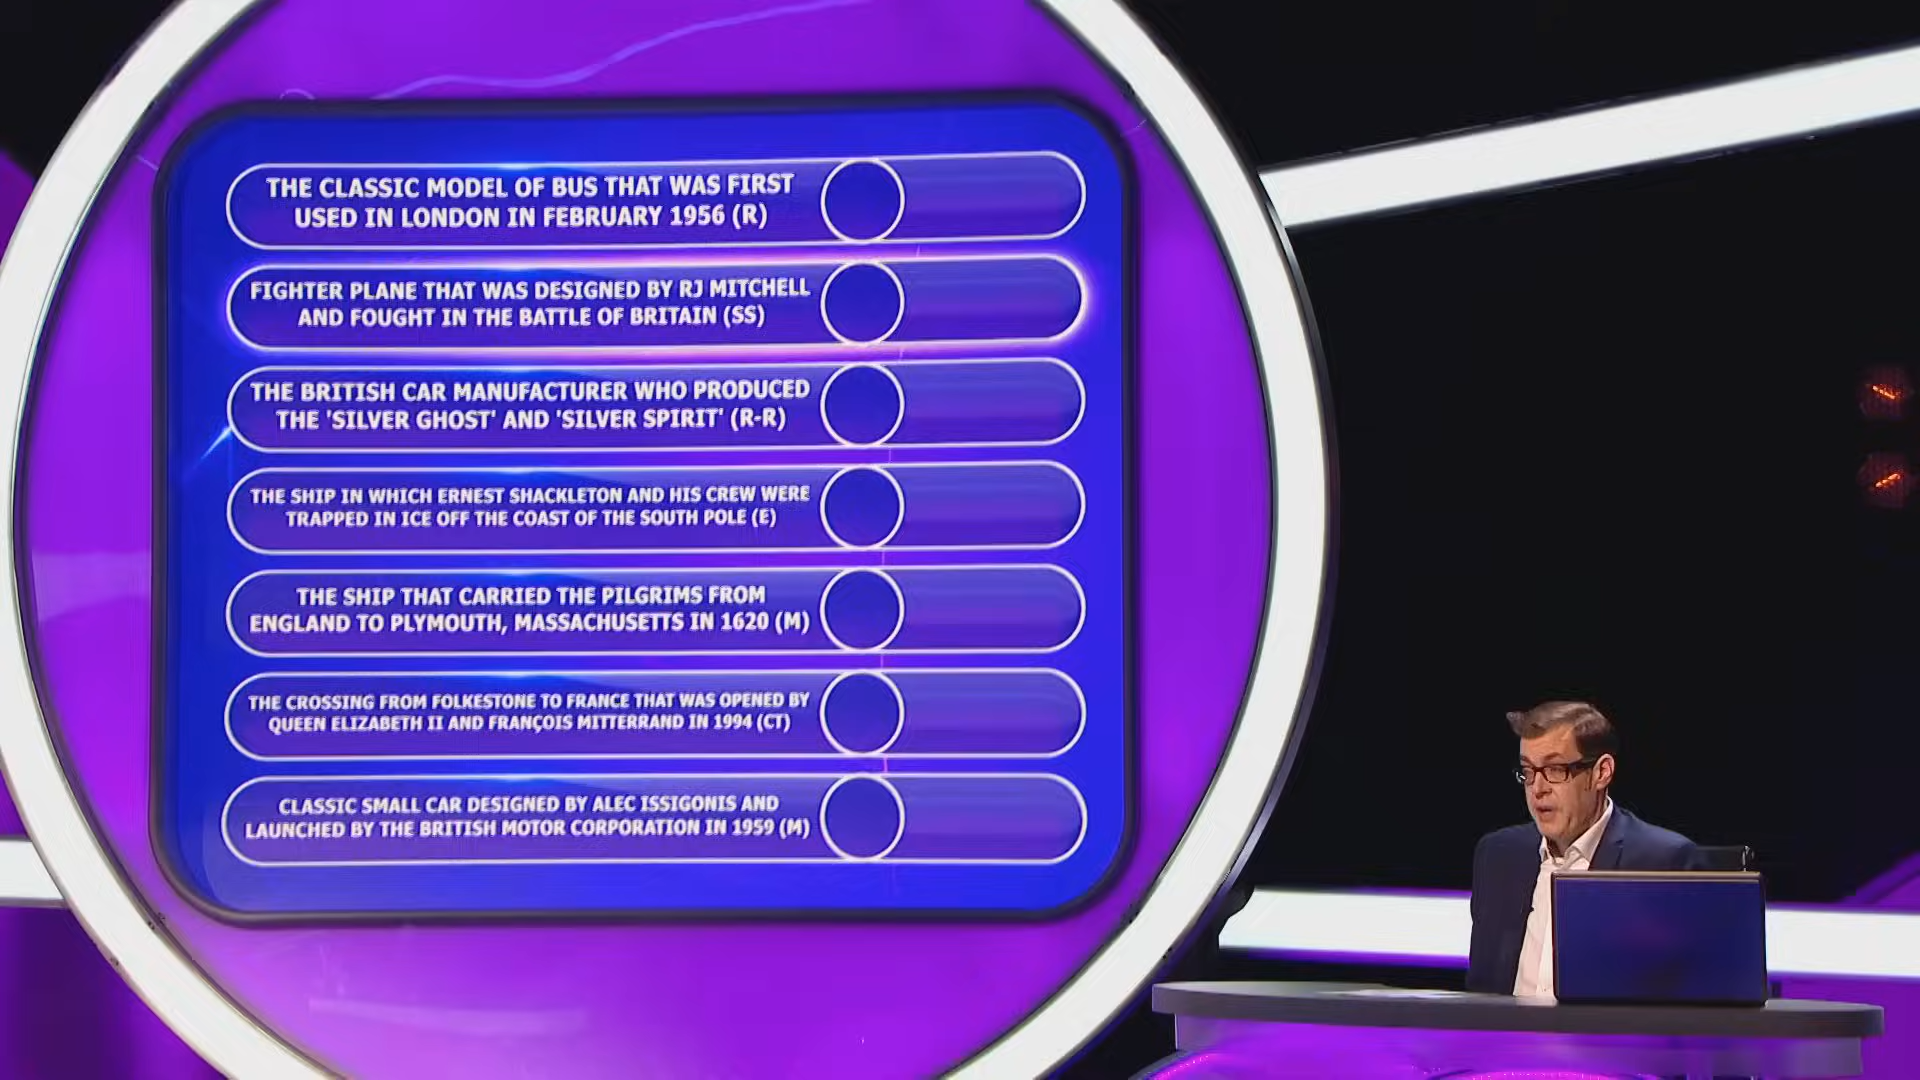 THE CLASSIC MODEL OF BUS THAT WAS FIRST
USED IN LONDON IN FEBRUARY 1956 (R)
FIGHTER PLANE THAT WAS DESIGNED BY RJ MITCHELL
AND FOUGHT IN THE BATTLE OF BRITAIN (SS)
THE BRITISH CAR MANUFACTURER WHO PRODUCED
THE 'SILVER GHOST' AND 'SILVER SPIRIT' (R-R)
THE SHIP IN WHICH ERNEST SHACKLETON AND HIS CREW WERE
TRAPPED IN ICE OFF THE COAST OF THE SOUTH POLE (E)
THE SHIP THAT CARRIED THE PILGRIMS FROM
ENGLAND TO PLYMOUTH, MASSACHUSETTS IN 1620 (M)
THE CROSSING FROM FOLKESTONE TO FRANCE THAT WAS OPENED BY
QUEEN ELIZABETH II AND FRANÇOIS MITTERRAND IN 1994 (CT)
CLASSIC SMALL CAR DESIGNED BY ALEC ISSIGONIS AND
LAUNCHED BY THE BRITISH MOTOR CORPORATION IN 1959 (M)